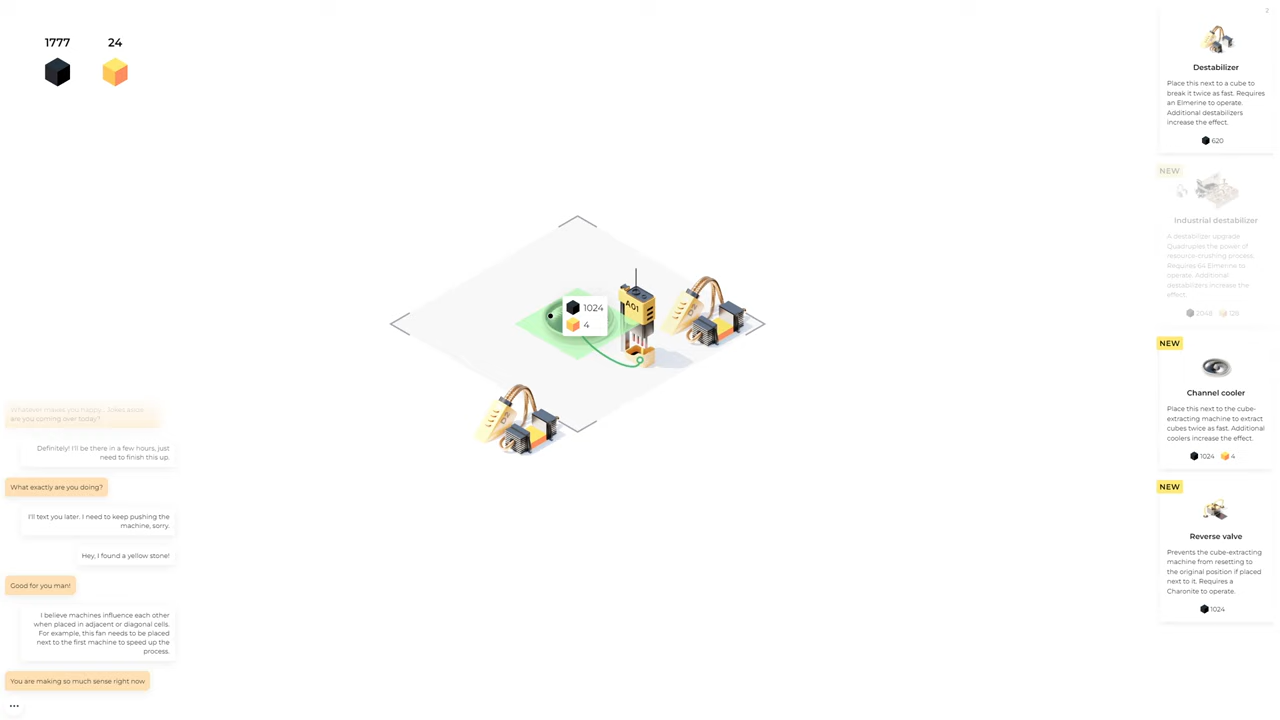 1777
24
1024
4
A01
Whatever makes you happy. Jokes aside
are you coming over today?
Definitely! I'll be there in a few hours, just
need to finish this up.
What exactly are you doing?
I'll text you later. I need to keep pushing the
machine, sorry.
Hey, I found a yellow stone!
Good for you man!
I believe machines influence each other
when placed in adjacent or diagonal cells.
For example, this fan needs to be placed
next to the first machine to speed up the
process.
You are making so much sense right now
2
Destabilizer
Place this next to a cube to
break it twice as fast. Requires
an Elmerine to operate.
Additional destabilizers
increase the effect.
620
NEW
Industrial destabilizer
A destabilizer upgrade
Quadruples the power of
resource-crushing process.
Requires 64 Elmerine to
operate. Additional
destabilizers increase the
effect.
2048 128
NEW
Channel cooler
Place this next to the cube-
extracting machine to extract
cubes twice as fast. Additional
coolers increase the effect.
1024 4
NEW
Reverse valve
Prevents the cube-extracting
machine from resetting to
the original position if placed
next to it. Requires a
Charonite to operate.
1024